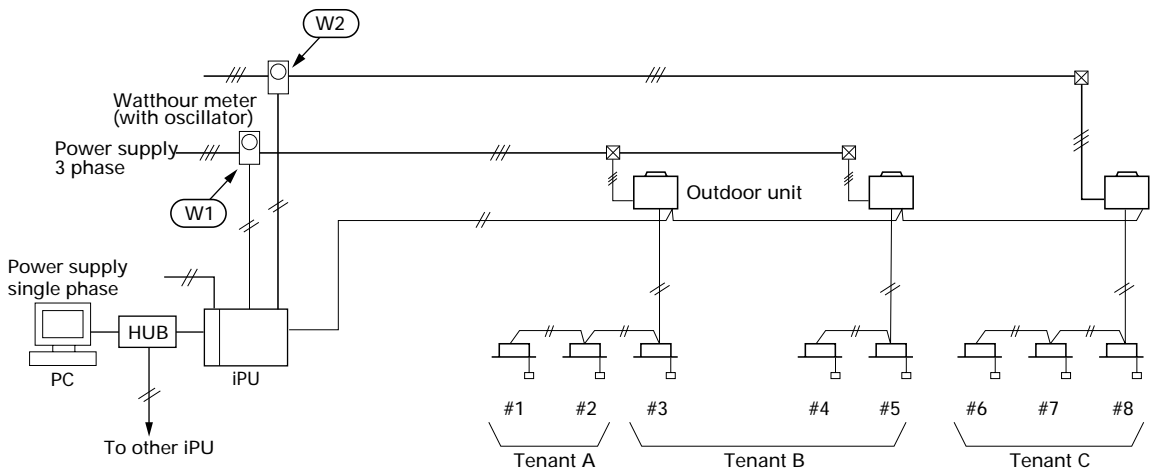 W2
Watthour meter
(with oscillator)
Power supply
3 phase
W1
Outdoor unit
Power supply
single phase
HUB
PC
iPU
To other iPU
#1
#2
#3
#4
#5
#6
#7
#8
Tenant A
Tenant B
Tenant C